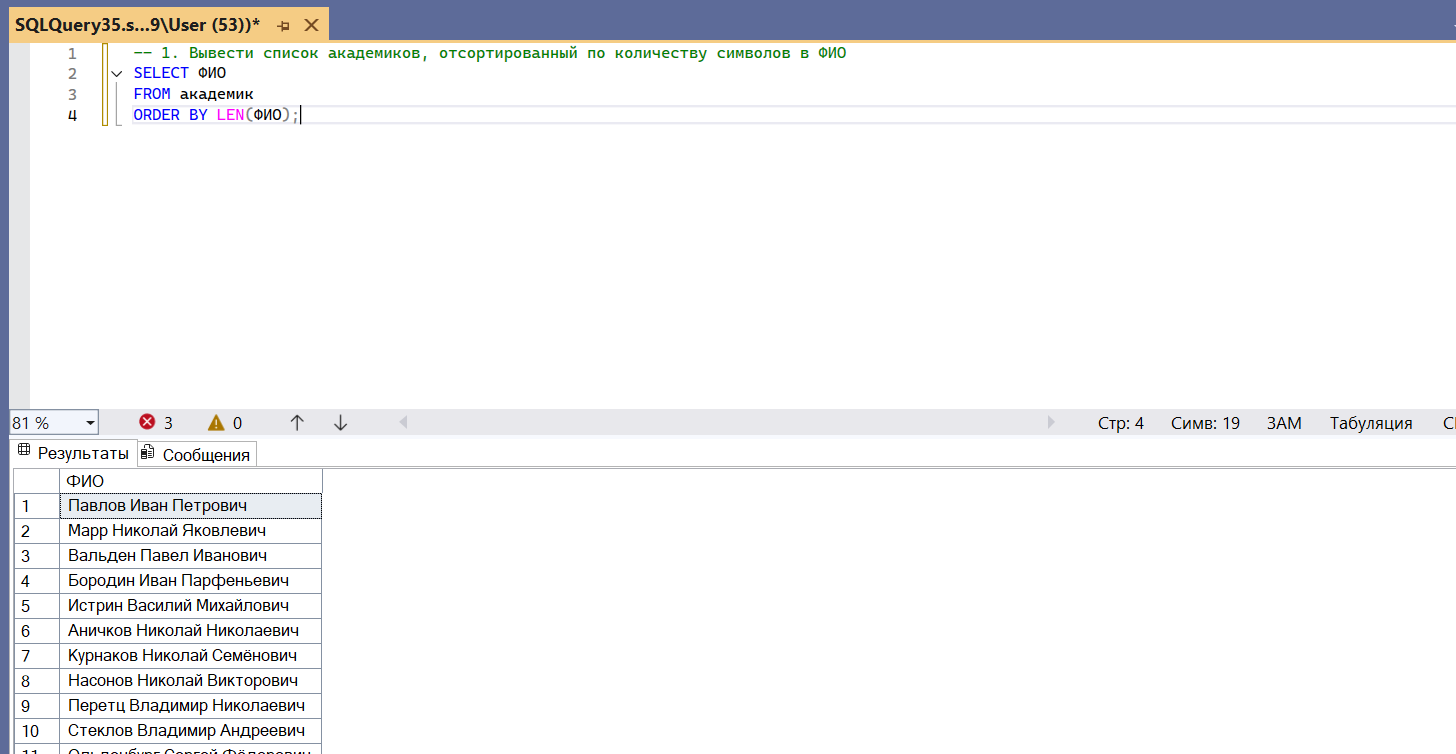 SQLQuery35.s...9\User (53))*
1 -- 1. Вывести список академиков, отсортированный по количеству символов в ФИО
2 SELECT ФИО
3 FROM академик
4 ORDER BY LEN(ФИО);
81 % 3 0 Стр: 4 Симв: 19 ЗАМ Табуляция
Результаты Сообщения
ФИО
1 Павлов Иван Петрович
2 Марр Николай Яковлевич
3 Вальден Павел Иванович
4 Бородин Иван Парфеньевич
5 Истрин Василий Михайлович
6 Аничков Николай Николаевич
7 Курнаков Николай Семёнович
8 Насонов Николай Викторович
9 Перетц Владимир Николаевич
10 Стеклов Владимир Андреевич
11 Ольденбург Сергей Фёдорович